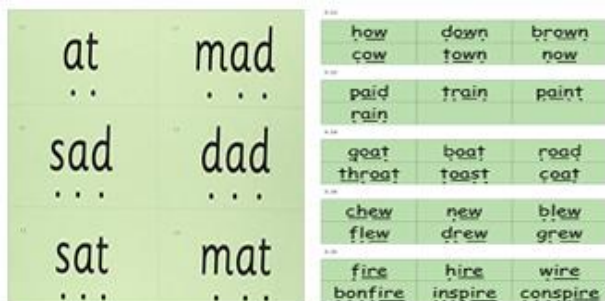 at mad
sad dad
sat mat
how down brown
cow town now
paid train paint
rain
goat boat road
throat toast coat
chew new blew
flew drew grew
fire hire wire
bonfire inspire conspire